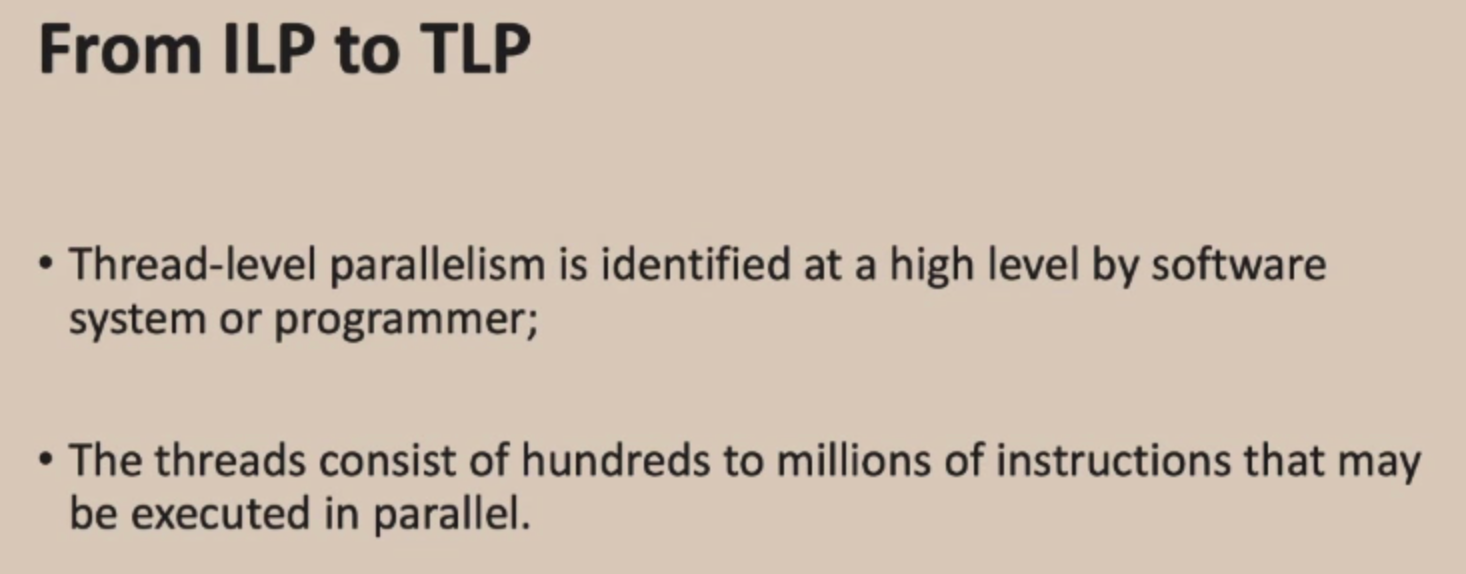 From ILP to TLP
• Thread-level parallelism is identified at a high level by software
system or programmer;
• The threads consist of hundreds to millions of instructions that may
be executed in parallel.